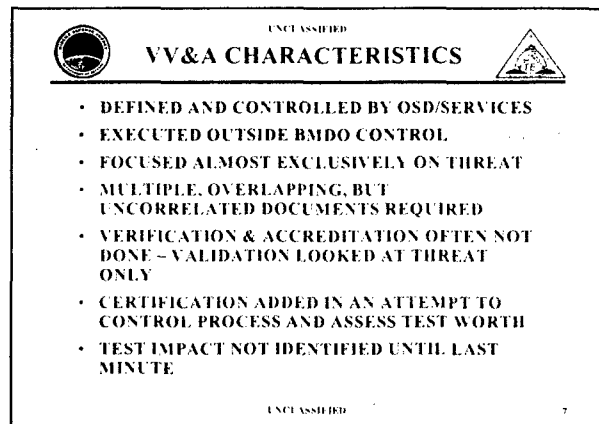 UNCLASSIFIED
VV&A CHARACTERISTICS
TE
• DEFINED AND CONTROLLED BY OSD/SERVICES
• EXECUTED OUTSIDE BMDO CONTROL
• FOCUSED ALMOST EXCLUSIVELY ON THREAT
• MULTIPLE, OVERLAPPING, BUT
UNCORRELATED DOCUMENTS REQUIRED
• VERIFICATION & ACCREDITATION OFTEN NOT
DONE – VALIDATION LOOKED AT THREAT
ONLY
• CERTIFICATION ADDED IN AN ATTEMPT TO
CONTROL PROCESS AND ASSESS TEST WORTH
• TEST IMPACT NOT IDENTIFIED UNTIL LAST
MINUTE
UNCLASSIFIED
7